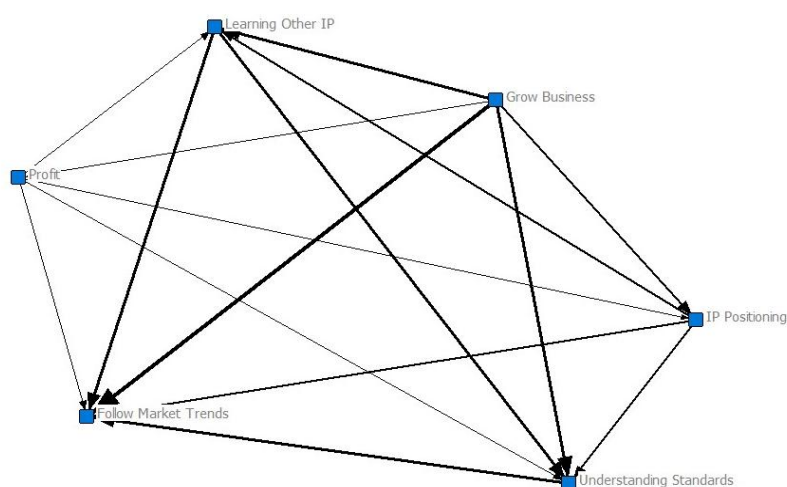 Learning Other IP
Grow Business
Profit
IP Positioning
Follow Market Trends
Understanding Standards